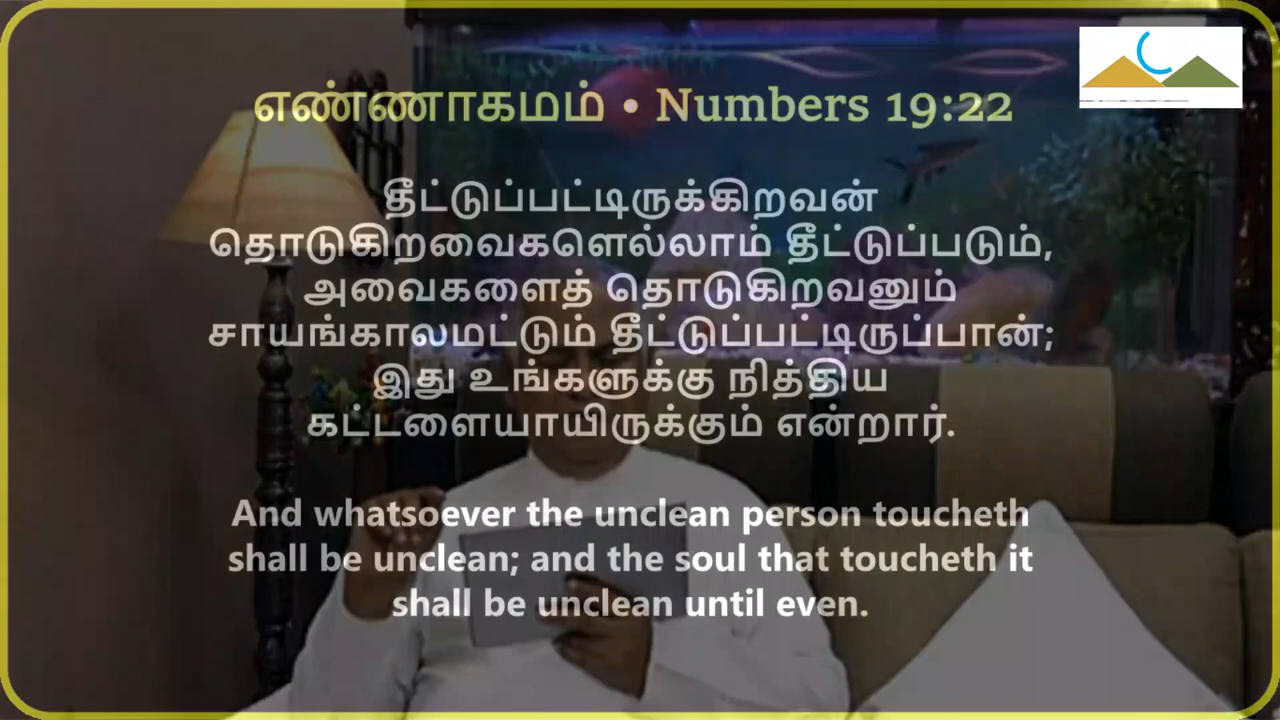 எண்ணாகமம் • Numbers 19:22
தீட்டுப்பட்டிருக்கிறவன்
தொடுகிறவைகளெல்லாம் தீட்டுப்படும்,
அவைகளைத் தொடுகிறவனும்
சாயங்காலமட்டும் தீட்டுப்பட்டிருப்பான்;
இது உங்களுக்கு நித்திய
கட்டளையாயிருக்கும் என்றார்.
And whatsoever the unclean person toucheth
shall be unclean; and the soul that toucheth it
shall be unclean until even.